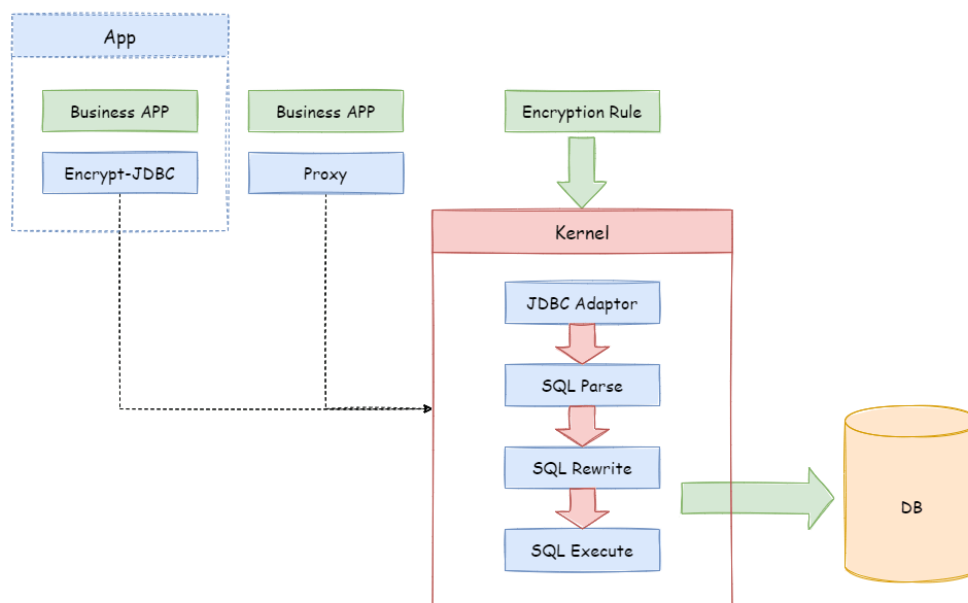 App
Business APP
Business APP
Encryption Rule
Encrypt-JDBC
Proxy
Kernel
JDBC Adaptor
SQL Parse
SQL Rewrite
DB
SQL Execute